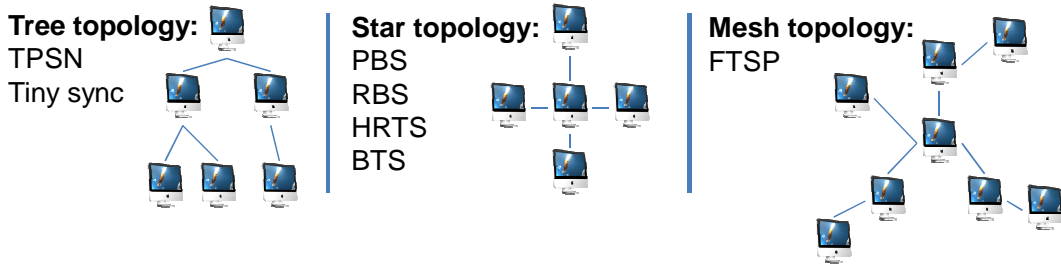 Tree topology:
TPSN
Tiny sync
Star topology:
PBS
RBS
HRTS
BTS
Mesh topology:
FTSP